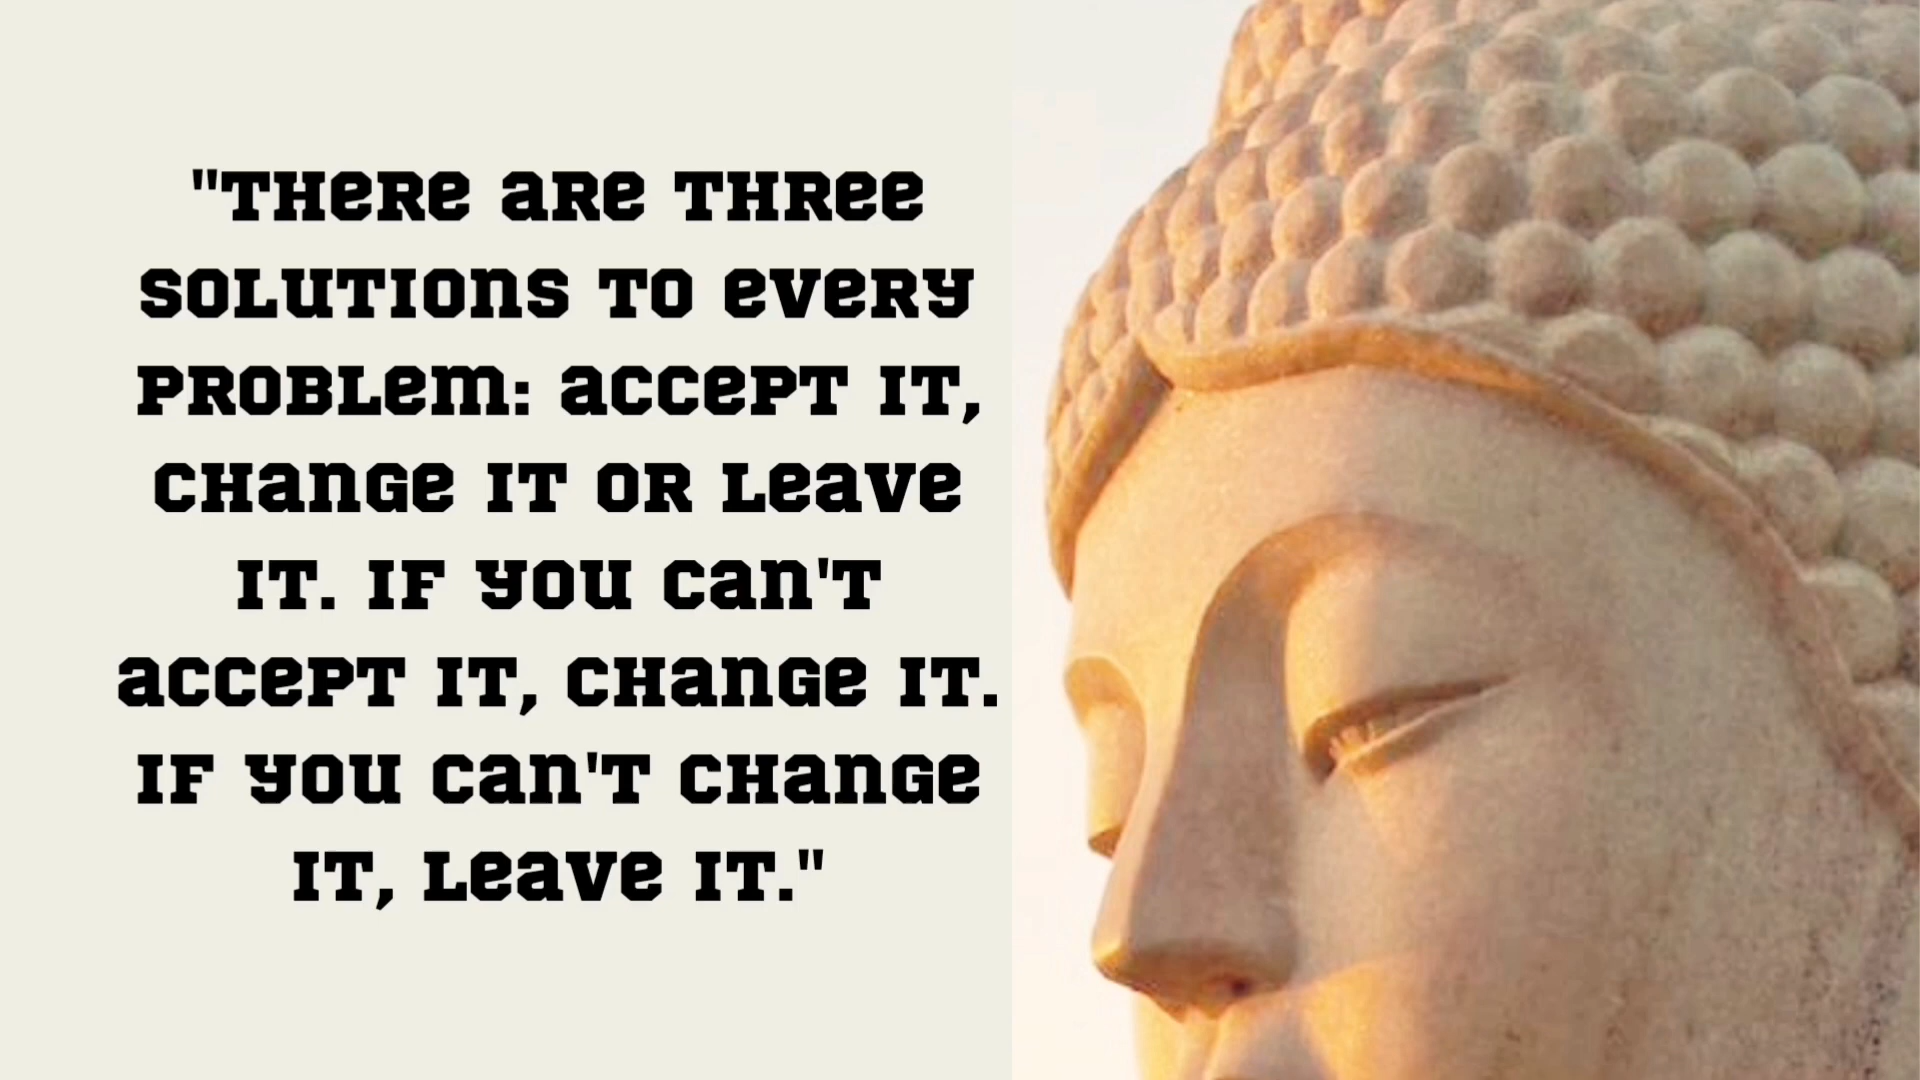 "THERE ARE THREE
SOLUTIONS TO EVERY
PROBLEM: ACCEPT IT,
CHANGE IT OR LEAVE
IT. IF YOU CAN'T
ACCEPT IT, CHANGE IT.
IF YOU CAN'T CHANGE
IT, LEAVE IT."